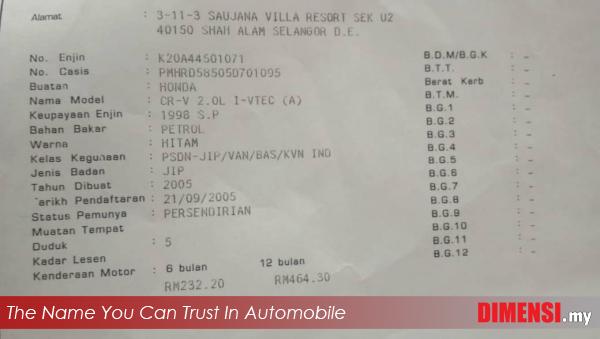 Alamat : 3-11-3 SAUJANA VILLA RESORT SEK U2
40150 SHAH ALAM SELANGOR D.E.
No. Enjin : K20A44501071 B.D.M/B.G.K : -
No. Casis : PMHRD58505D701095 B.T.T. : -
Buatan : HONDA Berat Kerb : -
Nama Model : CR-V 2.0L I-VTEC (A) B.T.M. : -
Keupayaan Enjin : 1998 S.P B.G.1 : -
Bahan Bakar : PETROL B.G.2 : -
Warna : HITAM B.G.3 : -
Kelas Kegunaan : PSDN-JIP/VAN/BAS/KVN IND B.G.4 : -
Jenis Badan : JIP B.G.5 : -
Tahun Dibuat : 2005 B.G.6 : -
Tarikh Pendaftaran : 21/09/2005 B.G.7 : -
Status Pemunya : PERSENDIRIAN B.G.8 : -
Muatan Tempat B.G.9 : -
Duduk : 5 B.G.10 : -
Kadar Lesen B.G.11 : -
Kenderaan Motor : 6 bulan 12 bulan B.G.12 : -
RM232.20 RM464.30
The Name You Can Trust In Automobile
DIMENSI.my